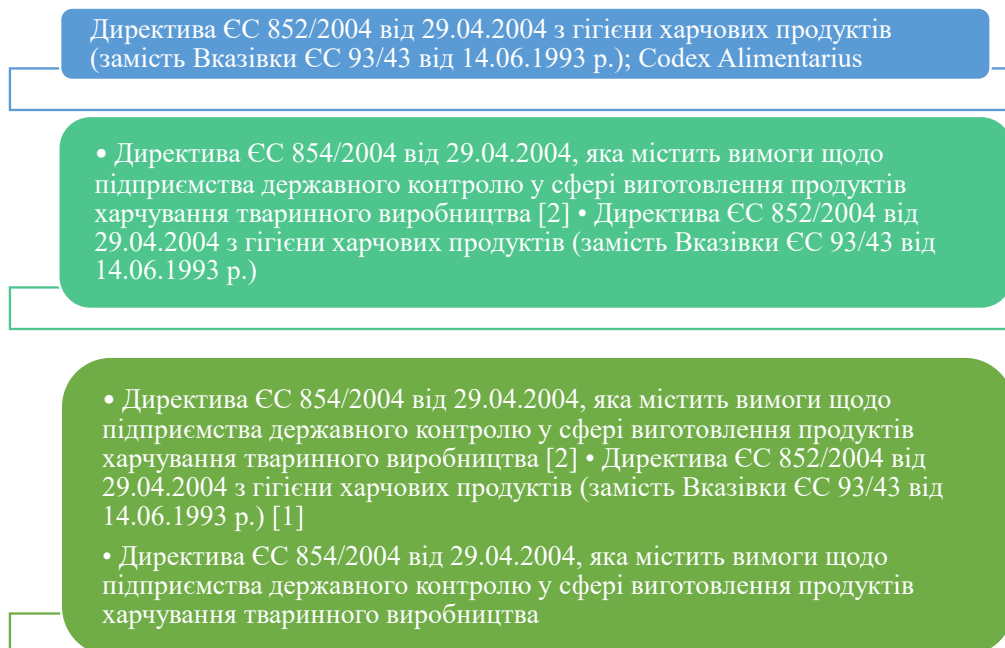 Директива ЄС 852/2004 від 29.04.2004 з гігієни харчових продуктів
(замість Вказівки ЄС 93/43 від 14.06.1993 р.); Codex Alimentarius
• Директива ЄС 854/2004 від 29.04.2004, яка містить вимоги щодо
підприємства державного контролю у сфері виготовлення продуктів
харчування тваринного виробництва [2] • Директива ЄС 852/2004 від
29.04.2004 з гігієни харчових продуктів (замість Вказівки ЄС 93/43 від
14.06.1993 р.)
• Директива ЄС 854/2004 від 29.04.2004, яка містить вимоги щодо
підприємства державного контролю у сфері виготовлення продуктів
харчування тваринного виробництва [2] • Директива ЄС 852/2004 від
29.04.2004 з гігієни харчових продуктів (замість Вказівки ЄС 93/43 від
14.06.1993 р.) [1]
• Директива ЄС 854/2004 від 29.04.2004, яка містить вимоги щодо
підприємства державного контролю у сфері виготовлення продуктів
харчування тваринного виробництва